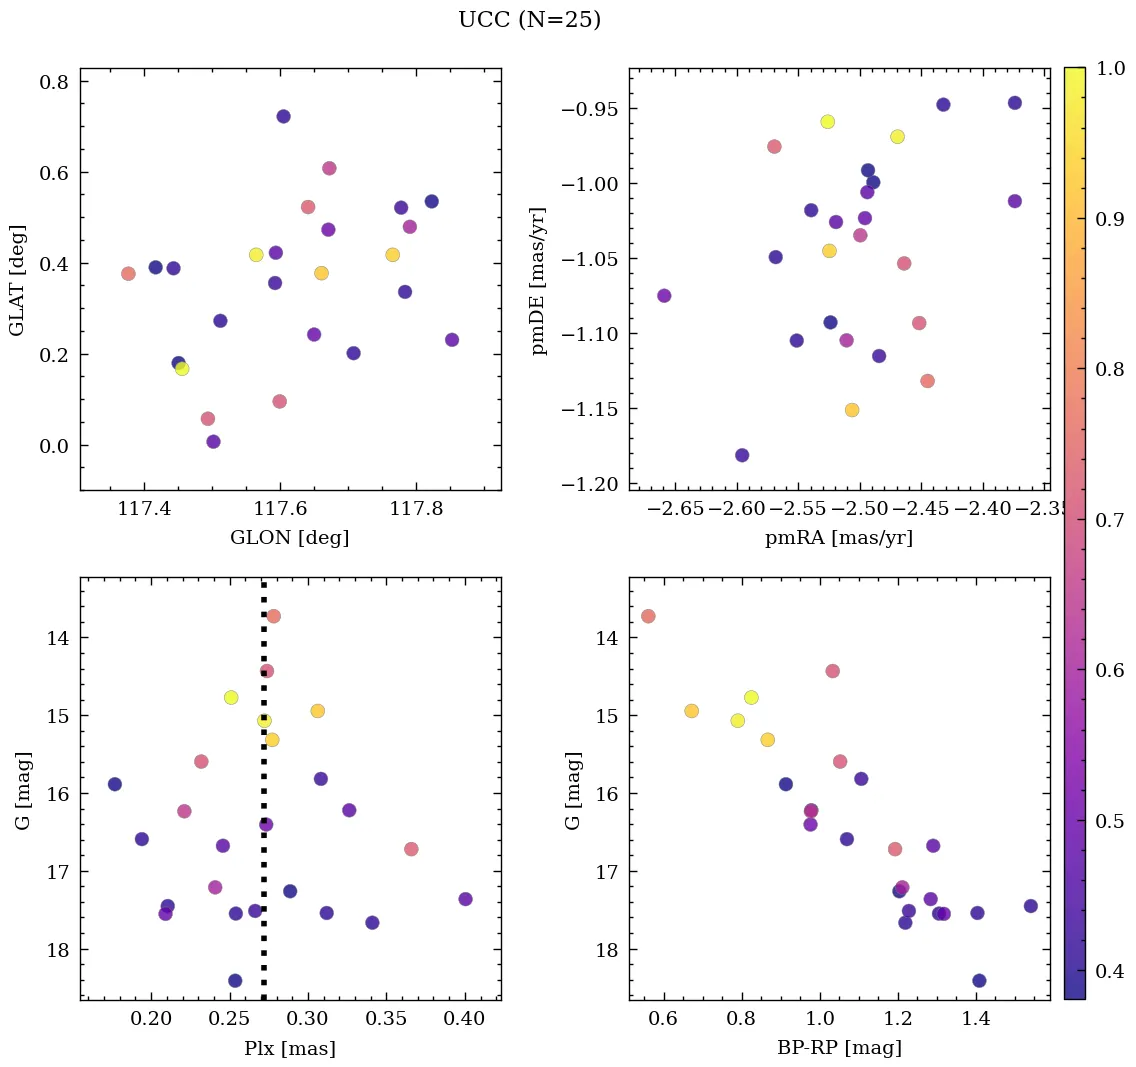 UCC (N=25)
0.8
0.6
0.4
0.2
0.0
GLAT [deg]
117.4 117.6 117.8
GLON [deg]
−0.95
−1.00
−1.05
−1.10
−1.15
−1.20
pmDE [mas/yr]
−2.65 −2.60 −2.55 −2.50 −2.45 −2.40 −2.35
pmRA [mas/yr]
1.0
0.9
0.8
0.7
0.6
0.5
0.4
14
15
16
17
18
G [mag]
0.20 0.25 0.30 0.35 0.40
Plx [mas]
14
15
16
17
18
G [mag]
0.6 0.8 1.0 1.2 1.4
BP-RP [mag]